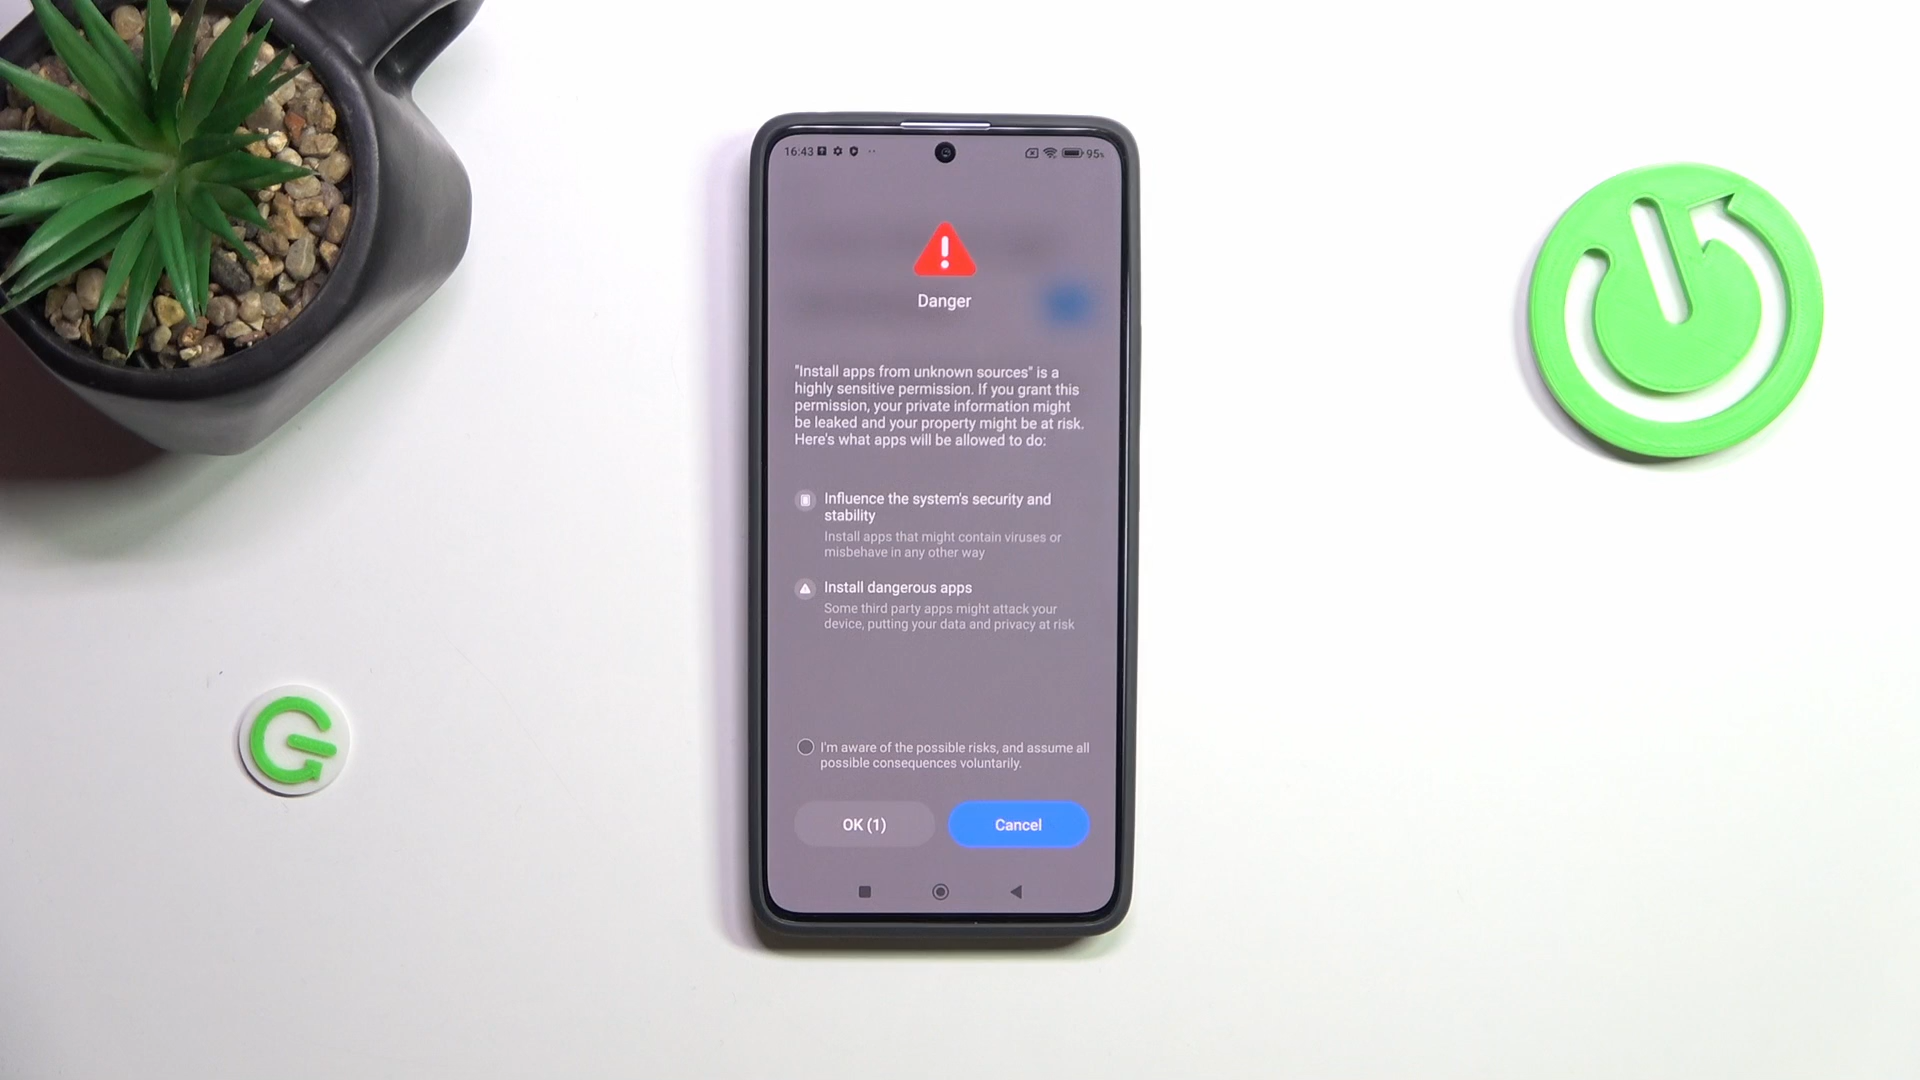 16:43
95%
Danger
"Install apps from unknown sources" is a
highly sensitive permission. If you grant this
permission, your private information might
be leaked and your property might be at risk.
Here's what apps will be allowed to do:
Influence the system's security and
stability
Install apps that might contain viruses or
misbehave in any other way
Install dangerous apps
Some third party apps might attack your
device, putting your data and privacy at risk
I'm aware of the possible risks, and assume all
possible consequences voluntarily.
OK (1)
Cancel